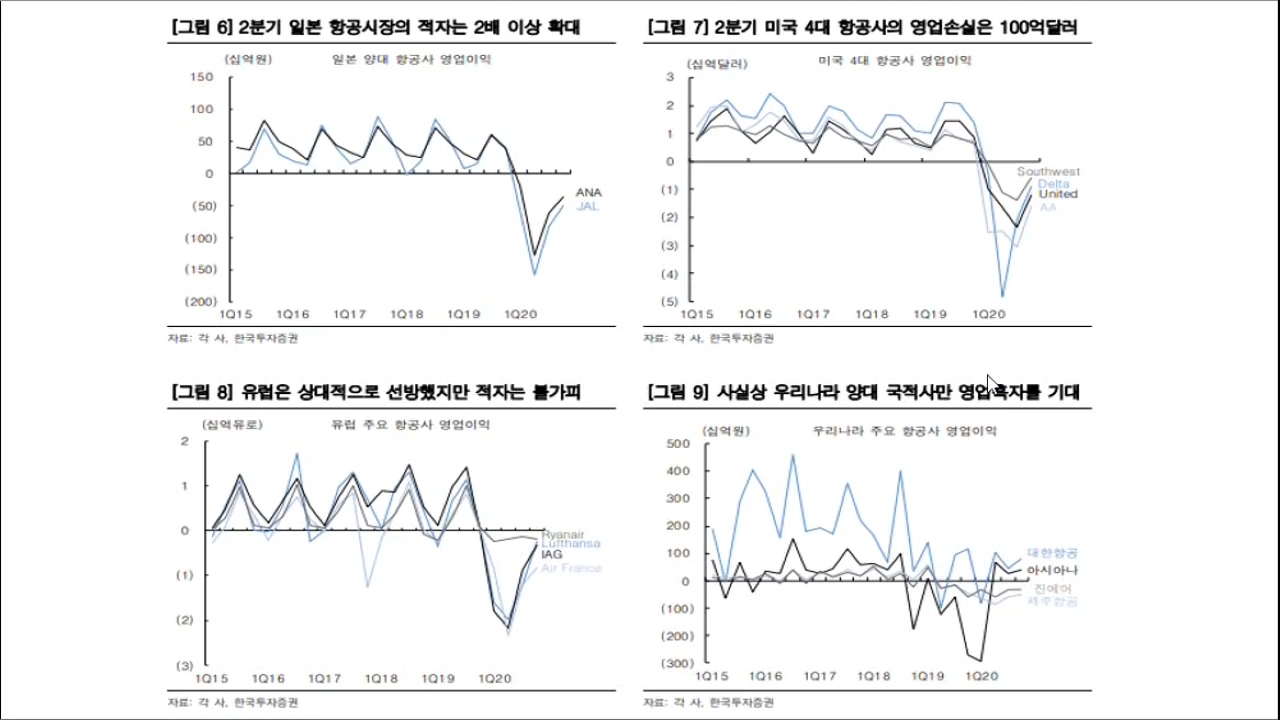 [그림 6] 2분기 일본 항공시장의 적자는 2배 이상 확대
(십억원)
일본 양대 항공사 영업이익
150
100
50
0
(50)
(100)
(150)
(200)
ANA
JAL
1Q15 1Q16 1Q17 1Q18 1Q19 1Q20
자료: 각 사, 한국투자증권
[그림 7] 2분기 미국 4대 항공사의 영업손실은 100억달러
(십억달러)
미국 4대 항공사 영업이익
3
2
1
0
(1)
(2)
(3)
(4)
(5)
Southwest
Delta
United
AA
1Q15 1Q16 1Q17 1Q18 1Q19 1Q20
자료: 각 사, 한국투자증권
[그림 8] 유럽은 상대적으로 선방했지만 적자는 불가피
(십억유로)
유럽 주요 항공사 영업이익
2
1
0
(1)
(2)
(3)
Ryanair
Lufthansa
IAG
Air France
1Q15 1Q16 1Q17 1Q18 1Q19 1Q20
자료: 각 사, 한국투자증권
[그림 9] 사실상 우리나라 양대 국적사만 영업흑자를 기대
(십억원)
우리나라 주요 항공사 영업이익
500
400
300
200
100
0
(100)
(200)
(300)
대한항공
아시아나
진에어
제주항공
1Q15 1Q16 1Q17 1Q18 1Q19 1Q20
자료: 각 사, 한국투자증권